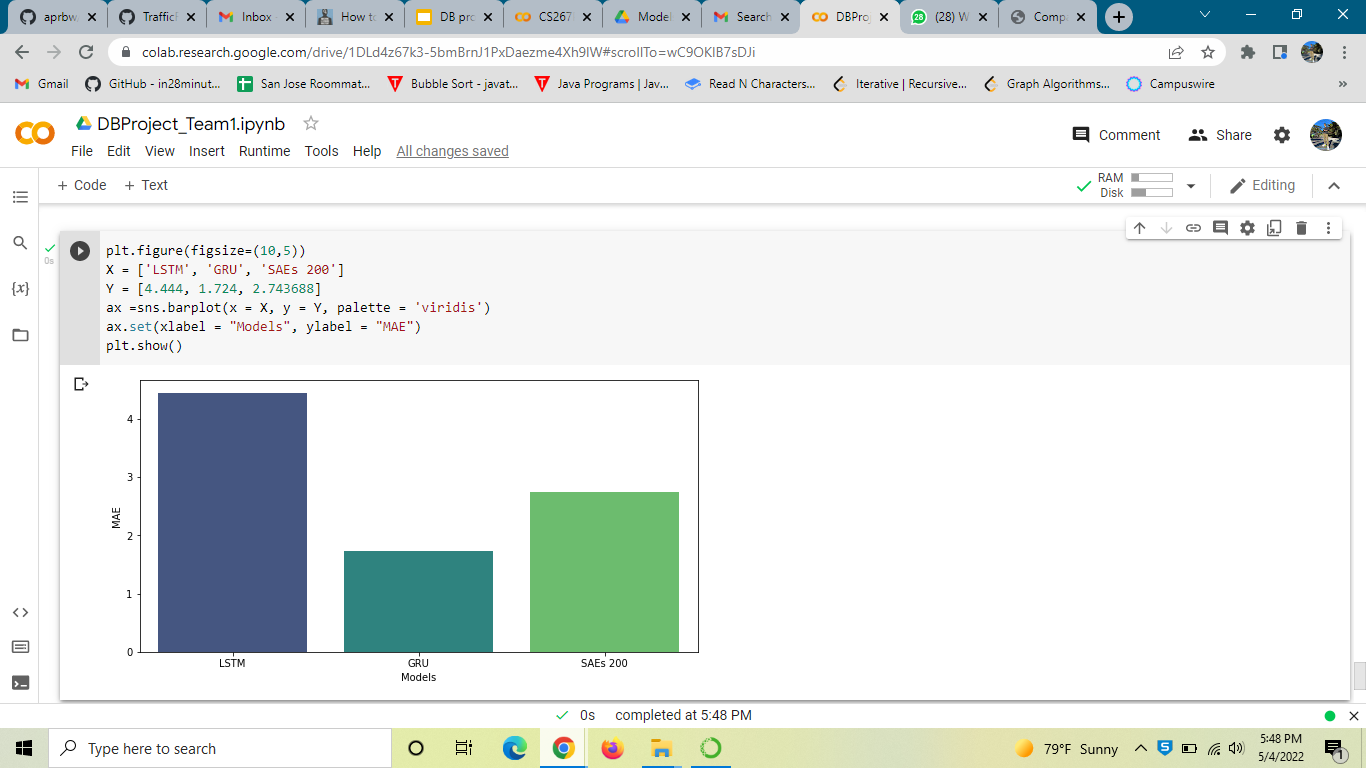 aprbw
Traffic
Inbox
How to
DB pro
CS267
Model
Search
DBProj
(28) W
Comp
colab.research.google.com/drive/1DLd4z67k3-5bmBrnJ1PxDaezme4Xh9IW#scrollTo=wC9OKlB7sDJi
Gmail
GitHub - in28minut...
San Jose Roommat...
Bubble Sort - javat...
Java Programs | Jav...
Read N Characters...
Iterative | Recursive...
Graph Algorithms...
Campuswire
»
DBProject_Team1.ipynb
Comment
Share
File Edit View Insert Runtime Tools Help All changes saved
+ Code + Text
RAM
Disk
Editing
0s
{x}
plt.figure(figsize=(10,5))
X = ['LSTM', 'GRU', 'SAEs 200']
Y = [4.444, 1.724, 2.743688]
ax =sns.barplot(x = X, y = Y, palette = 'viridis')
ax.set(xlabel = "Models", ylabel = "MAE")
plt.show()
4
3
2
1
0
MAE
LSTM GRU SAEs 200
Models
0s completed at 5:48 PM
Type here to search
79°F Sunny
5:48 PM
5/4/2022
1